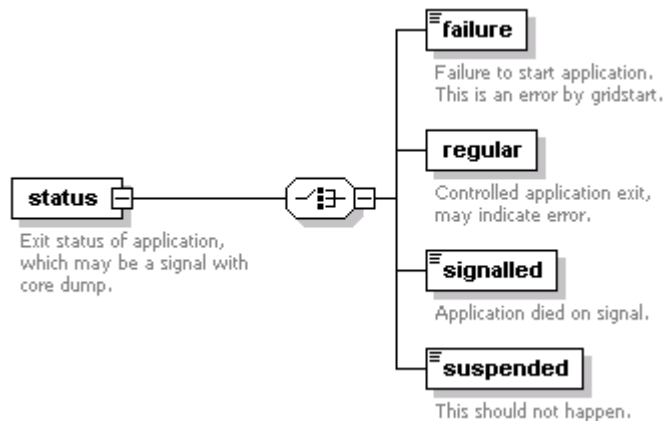 failure
Failure to start application.
This is an error by gridstart.
regular
Controlled application exit,
may indicate error.
status
Exit status of application,
which may be a signal with
core dump.
signalled
Application died on signal.
suspended
This should not happen.